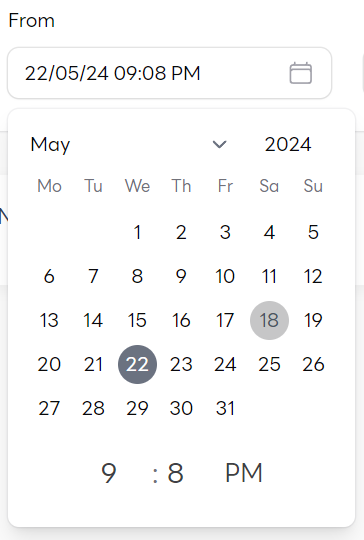 From
22/05/24 09:08 PM
May 2024
Mo Tu We Th Fr Sa Su
1 2 3 4 5
6 7 8 9 10 11 12
13 14 15 16 17 18 19
20 21 22 23 24 25 26
27 28 29 30 31
9 : 8 PM